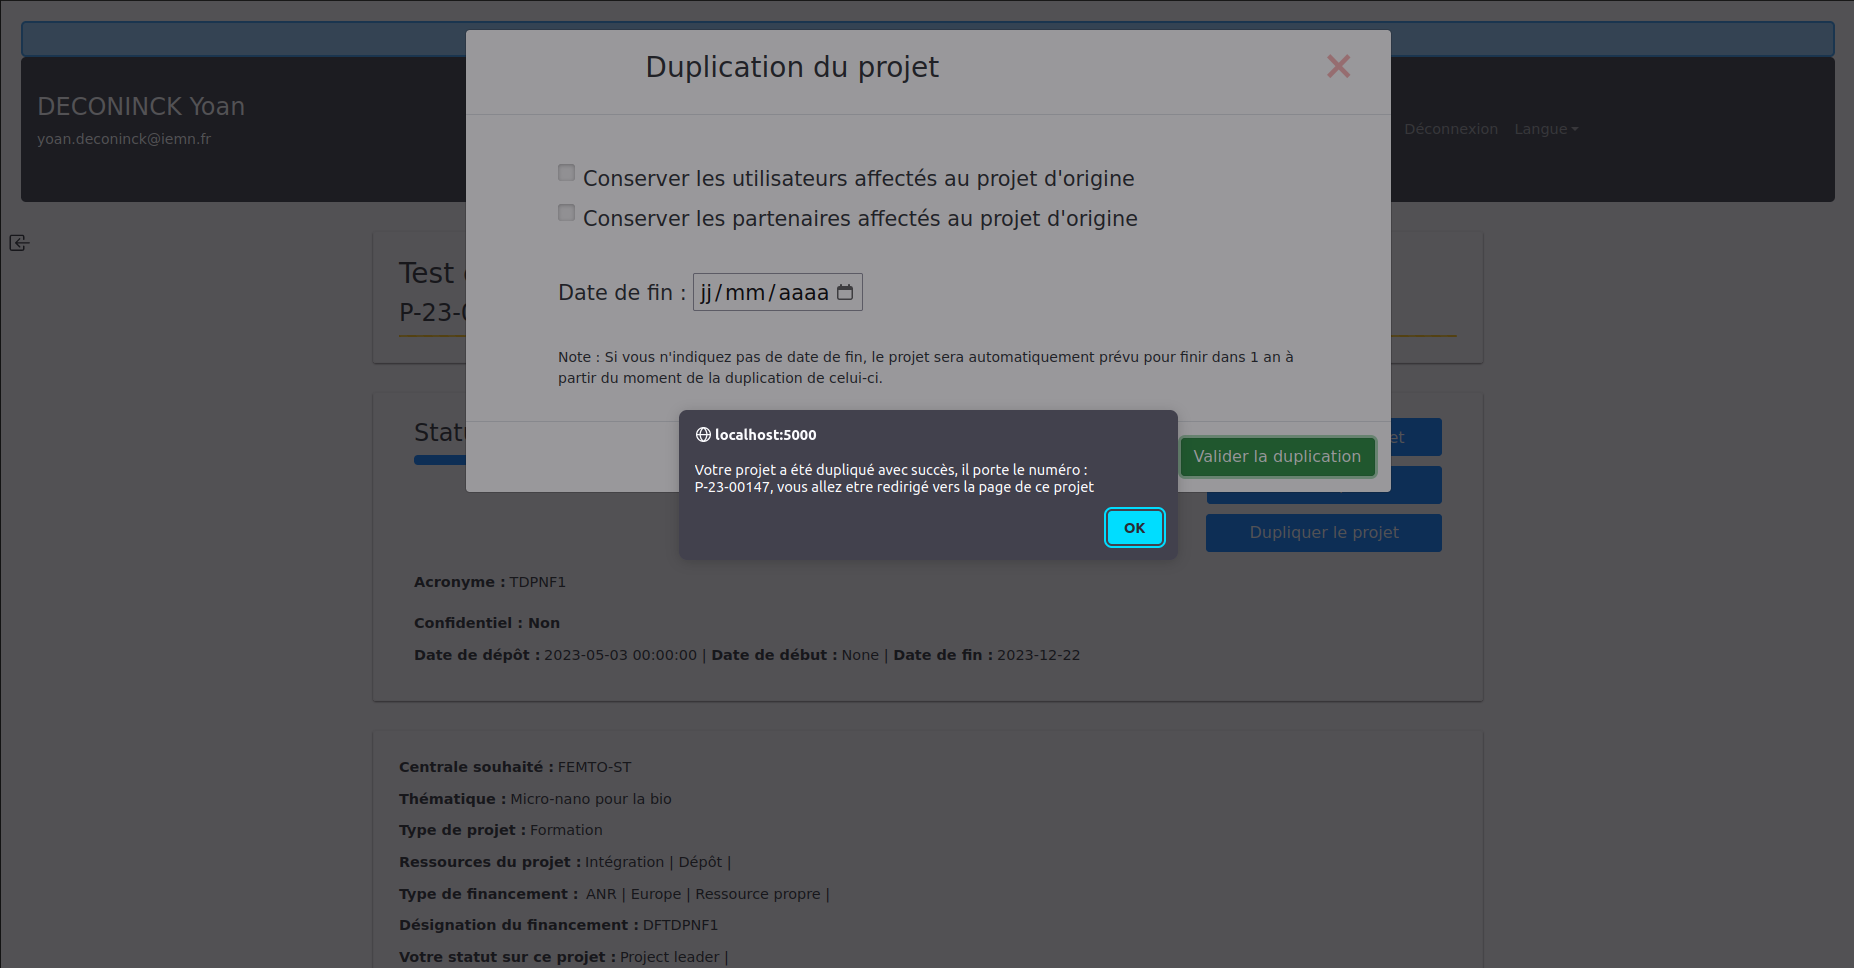 Duplication du projet
DECONINCK Yoan
yoan.deconinck@iemn.fr
Déconnexion Langue
Conserver les utilisateurs affectés au projet d'origine
Conserver les partenaires affectés au projet d'origine
Test
P-23-
Date de fin : jj/mm/aaaa
Note : Si vous n'indiquez pas de date de fin, le projet sera automatiquement prévu pour finir dans 1 an à
partir du moment de la duplication de celui-ci.
localhost:5000
Votre projet a été dupliqué avec succès, il porte le numéro :
P-23-00147, vous allez etre redirigé vers la page de ce projet
OK
Valider la duplication
Dupliquer le projet
Acronyme : TDPNF1
Confidentiel : Non
Date de dépôt : 2023-05-03 00:00:00 | Date de début : None | Date de fin : 2023-12-22
Centrale souhaité : FEMTO-ST
Thématique : Micro-nano pour la bio
Type de projet : Formation
Ressources du projet : Intégration | Dépôt |
Type de financement : ANR | Europe | Ressource propre |
Désignation du financement : DFTDPNF1
Votre statut sur ce projet : Project leader |